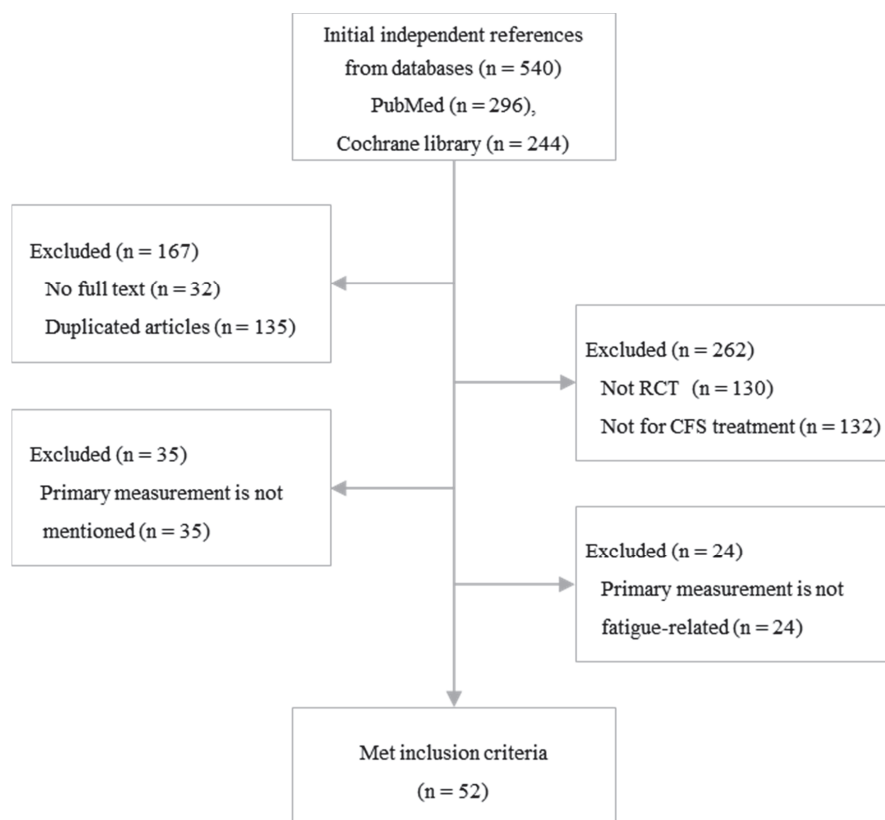 Initial independent references
from databases (n = 540)
PubMed (n = 296),
Cochrane library (n = 244)
Excluded (n = 167)
No full text (n = 32)
Duplicated articles (n = 135)
Excluded (n = 262)
Not RCT (n = 130)
Not for CFS treatment (n = 132)
Excluded (n = 35)
Primary measurement is not
mentioned (n = 35)
Excluded (n = 24)
Primary measurement is not
fatigue-related (n = 24)
Met inclusion criteria
(n = 52)